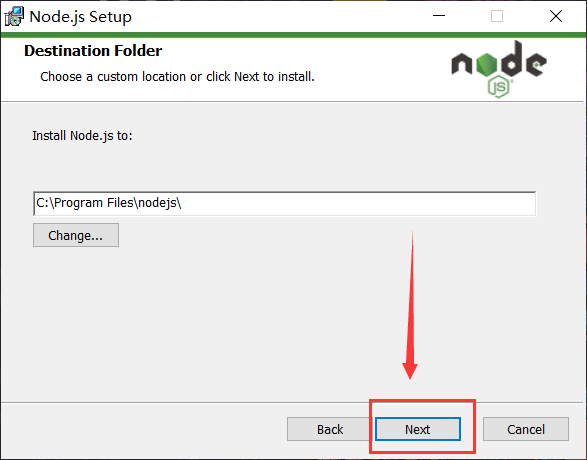 Node.js Setup
Destination Folder
Choose a custom location or click Next to install.
node
JS
Install Node.js to:
C:\Program Files\nodejs\
Change...
Back
Next
Cancel